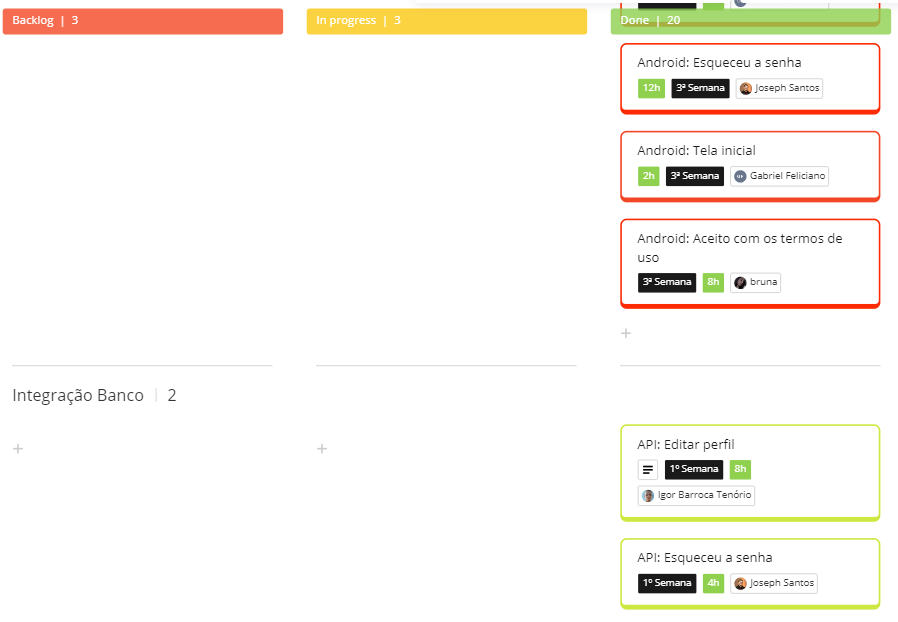 Backlog | 3
In progress | 3
Done | 20
Android: Esqueceu a senha
12h 3ª Semana Joseph Santos
Android: Tela inicial
2h 3ª Semana GF Gabriel Feliciano
Android: Aceito com os termos de
uso
3ª Semana 8h bruna
+
Integração Banco | 2
+ +
API: Editar perfil
1º Semana 8h
Igor Barroca Tenório
API: Esqueceu a senha
1º Semana 4h Joseph Santos